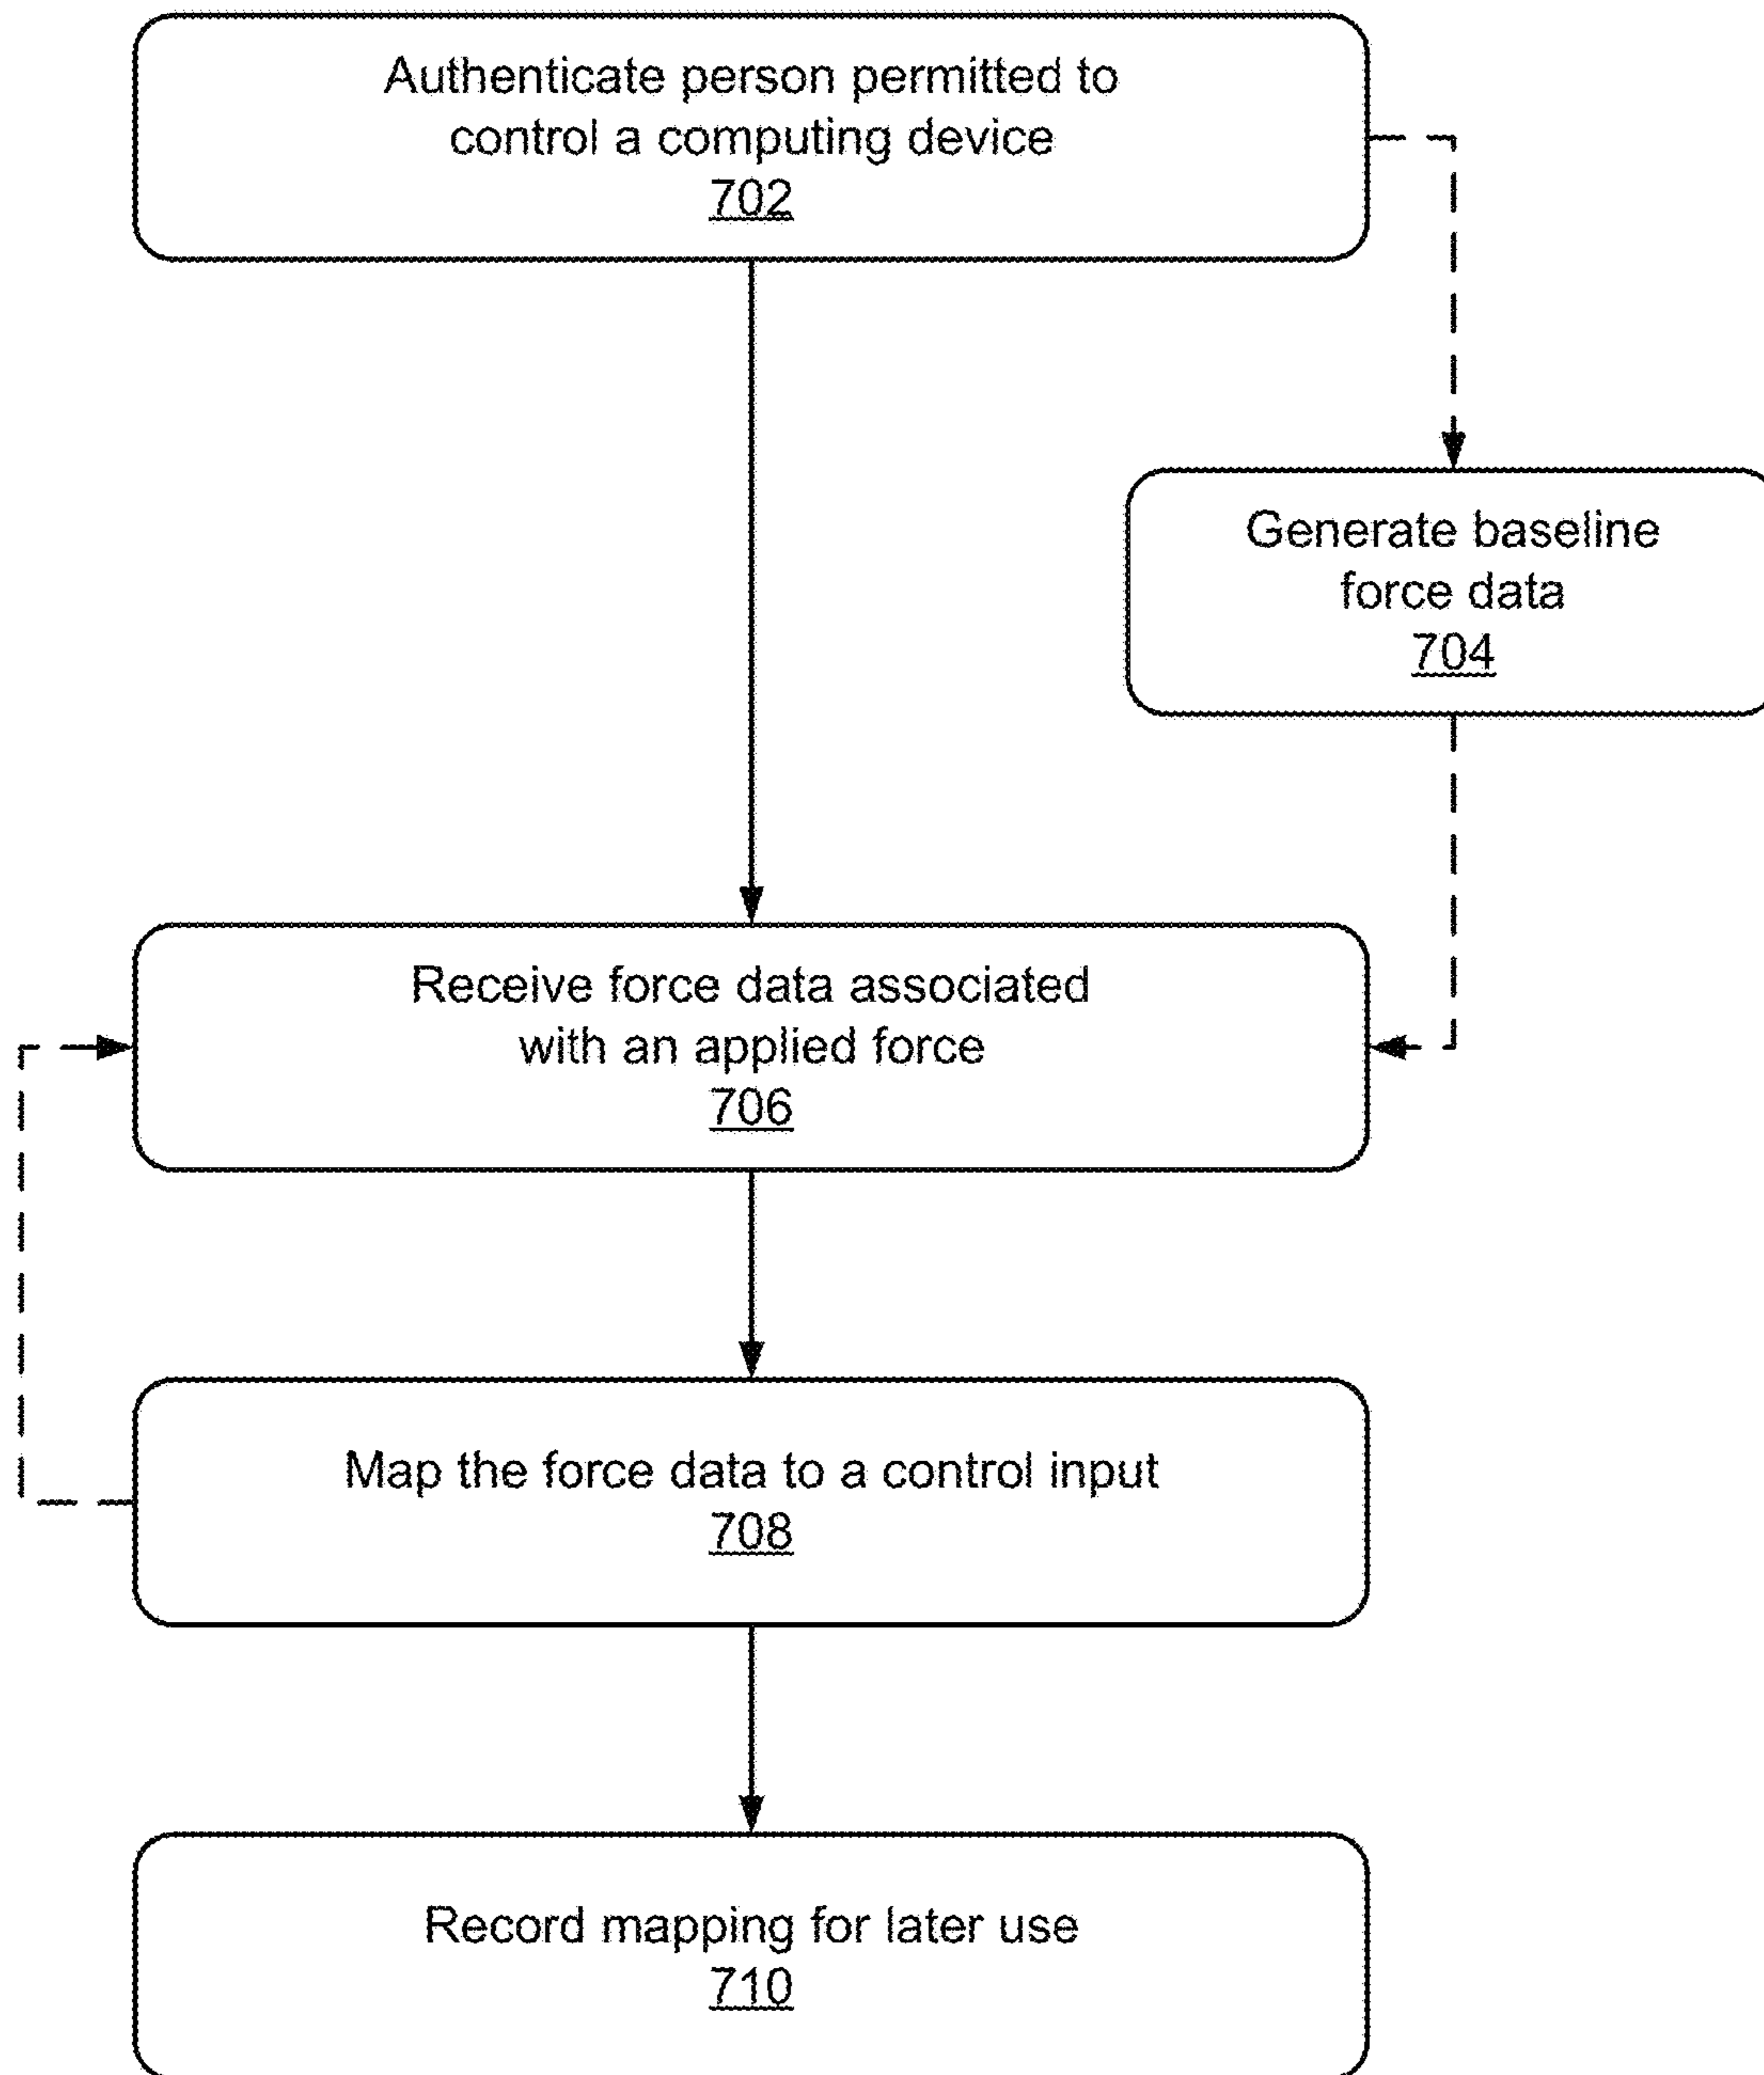 Authenticate person permitted to
control a computing device
702
Generate baseline
force data
704
Receive force data associated
with an applied force
706
Map the force data to a control input
708
Record mapping for later use
710